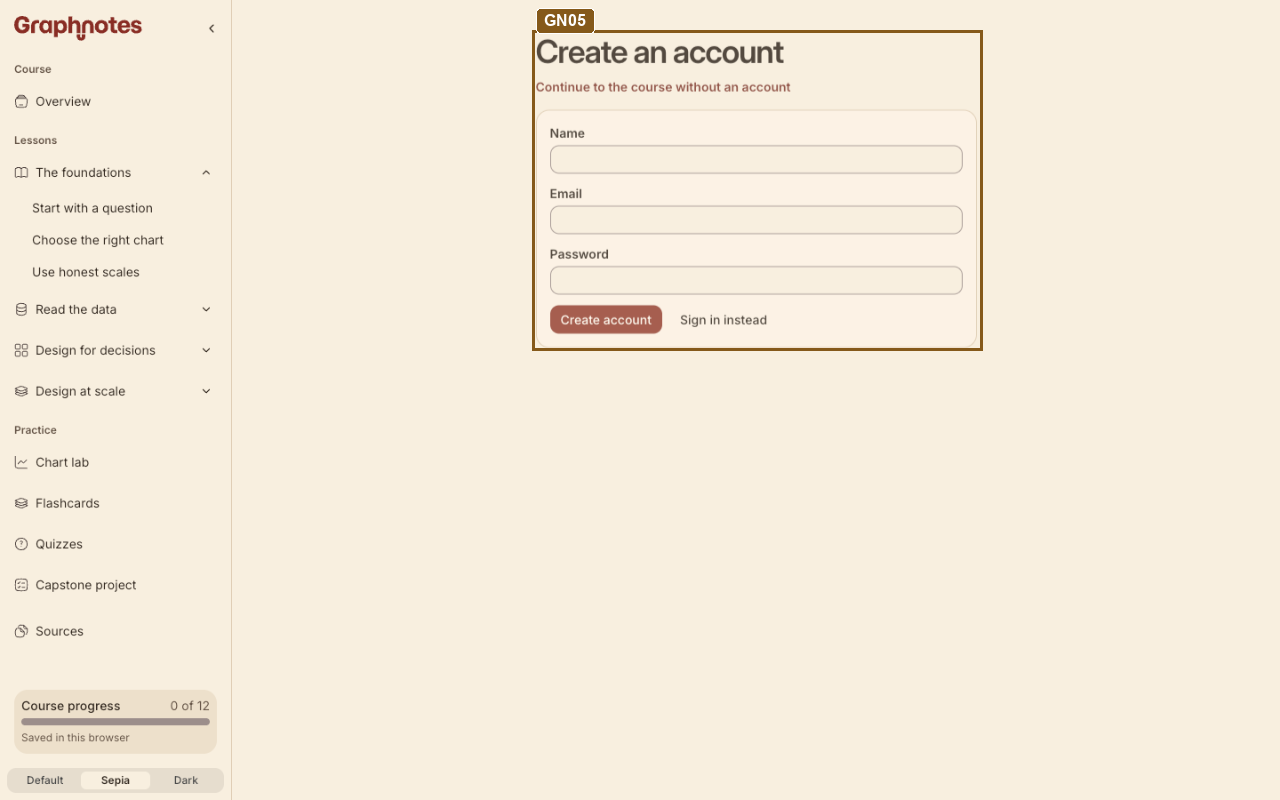 Graphnotes
Course
Overview
Lessons
The foundations
Start with a question
Choose the right chart
Use honest scales
Read the data
Design for decisions
Design at scale
Practice
Chart lab
Flashcards
Quizzes
Capstone project
Sources
Course progress 0 of 12
Saved in this browser
Default Sepia Dark
GN05
Create an account
Continue to the course without an account
Name
Email
Password
Create account Sign in instead